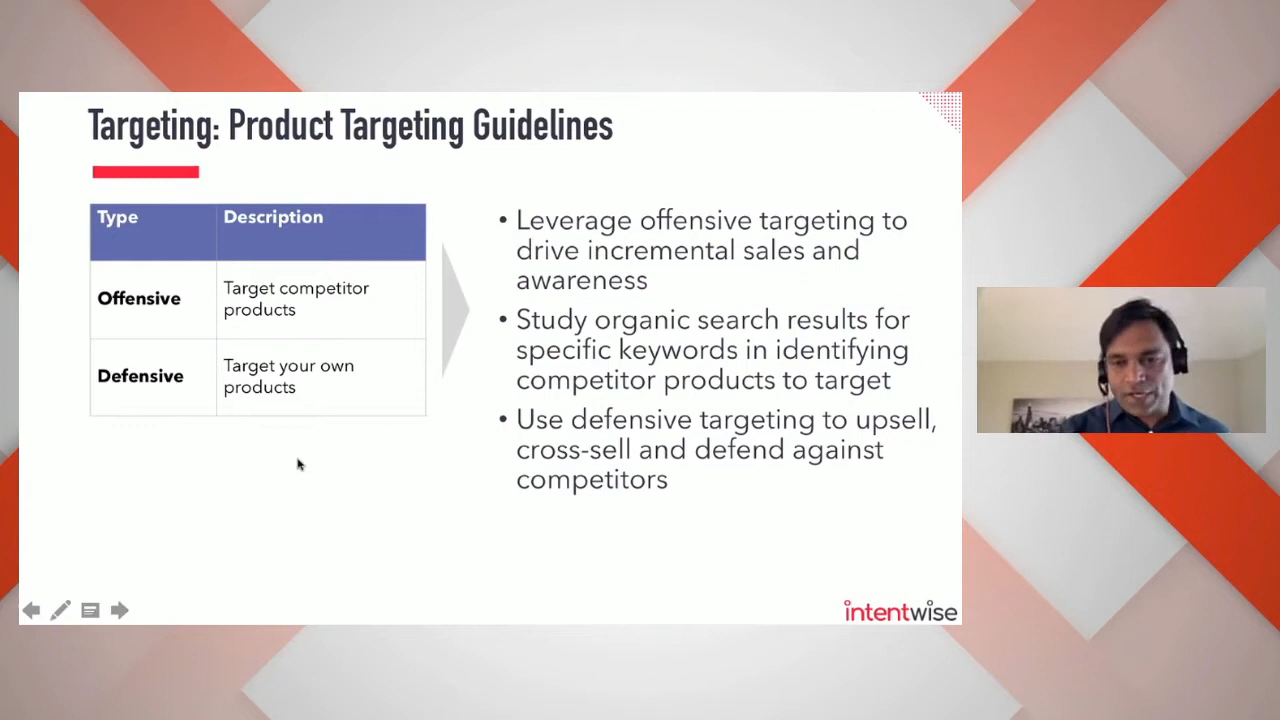 Targeting: Product Targeting Guidelines
Type Description
Offensive Target competitor
products
Defensive Target your own
products
• Leverage offensive targeting to
drive incremental sales and
awareness
• Study organic search results for
specific keywords in identifying
competitor products to target
• Use defensive targeting to upsell,
cross-sell and defend against
competitors
intentwise